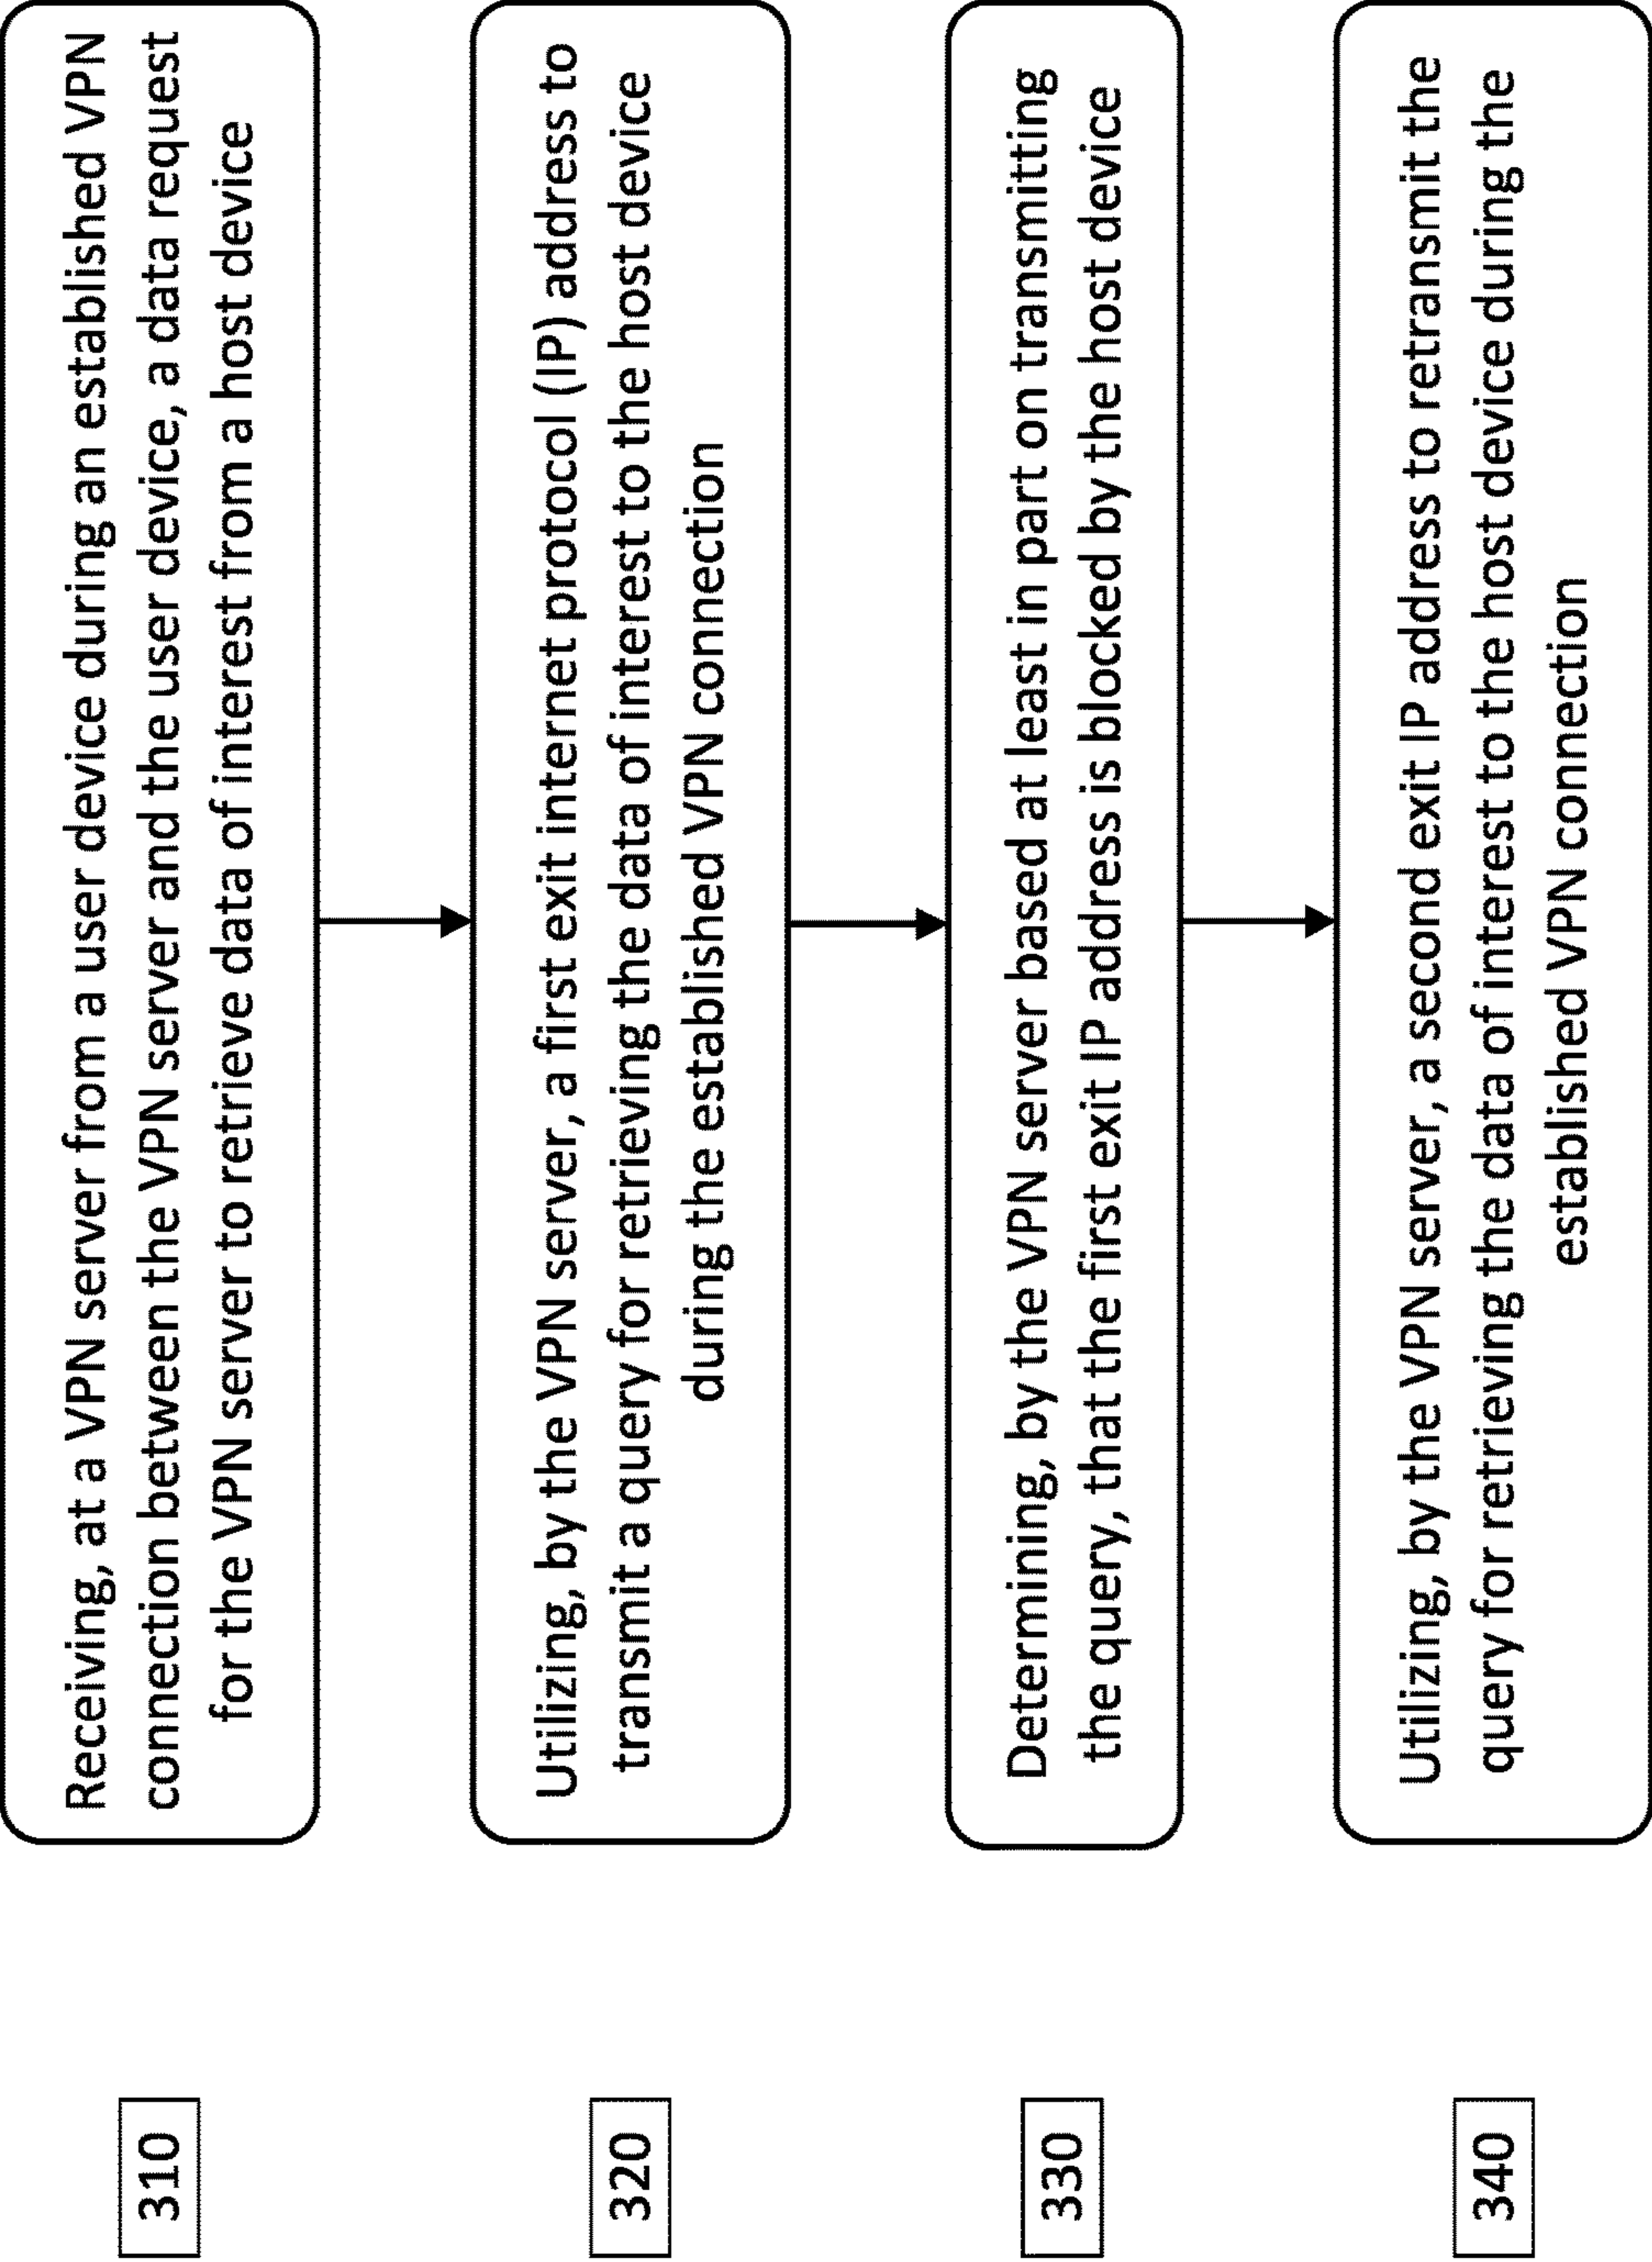 310
Receiving, at a VPN server from a user device during an established VPN
connection between the VPN server and the user device, a data request
for the VPN server to retrieve data of interest from a host device
320
Utilizing, by the VPN server, a first exit internet protocol (IP) address to
transmit a query for retrieving the data of interest to the host device
during the established VPN connection
330
Determining, by the VPN server based at least in part on transmitting
the query, that the first exit IP address is blocked by the host device
340
Utilizing, by the VPN server, a second exit IP address to retransmit the
query for retrieving the data of interest to the host device during the
established VPN connection